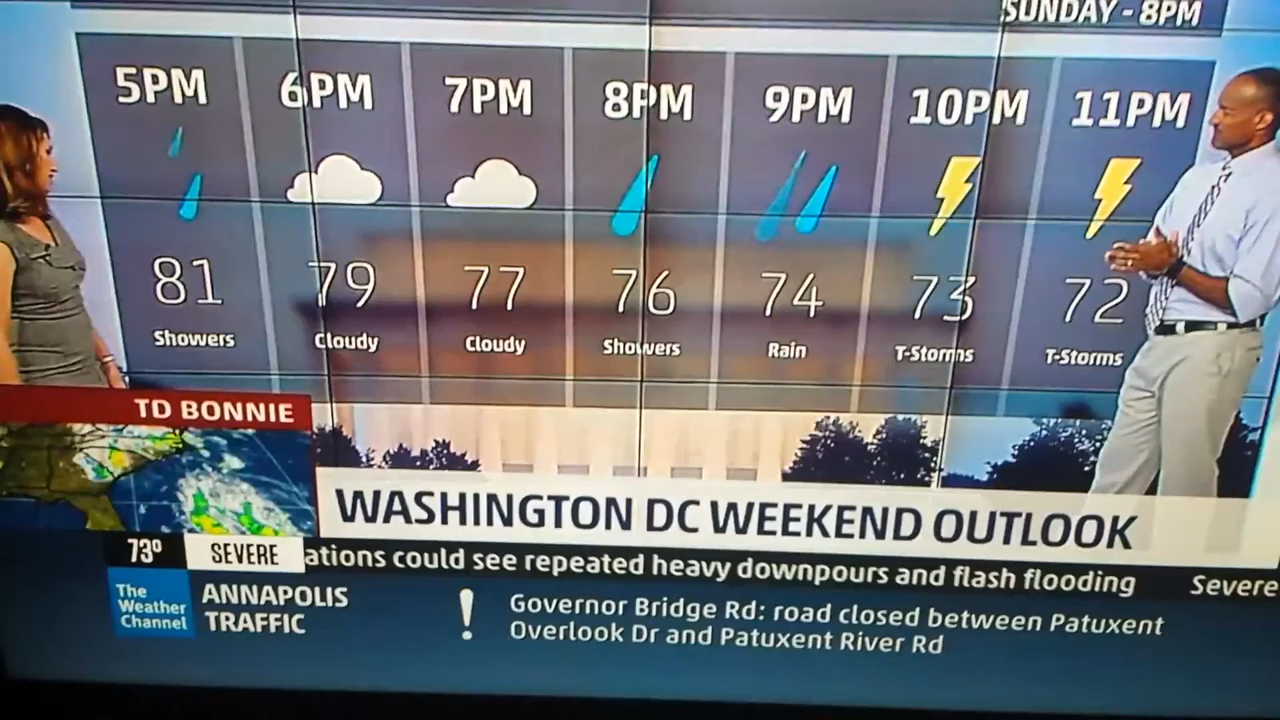 SUNDAY - 8PM
5PM 6PM 7PM 8PM 9PM 10PM 11PM
81 79 77 76 74 73 72
Showers Cloudy Cloudy Showers Rain T-Storms T-Storms
TD BONNIE
WASHINGTON DC WEEKEND OUTLOOK
73º SEVERE ations could see repeated heavy downpours and flash flooding Severe
The
Weather
Channel
ANNAPOLIS
TRAFFIC
! Governor Bridge Rd: road closed between Patuxent
Overlook Dr and Patuxent River Rd